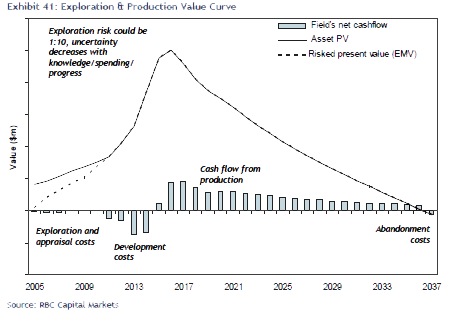 Exhibit 41: Exploration & Production Value Curve
Exploration risk could be
1:10, uncertainty
decreases with
knowledge/spending/
progress
Field's net cashflow
Asset PV
Risked present value (EMV)
Value ($m)
Cash flow from
production
Exploration and
appraisal costs
Development
costs
Abandonment
costs
2005 2009 2013 2017 2021 2025 2029 2033 2037
Source: RBC Capital Markets